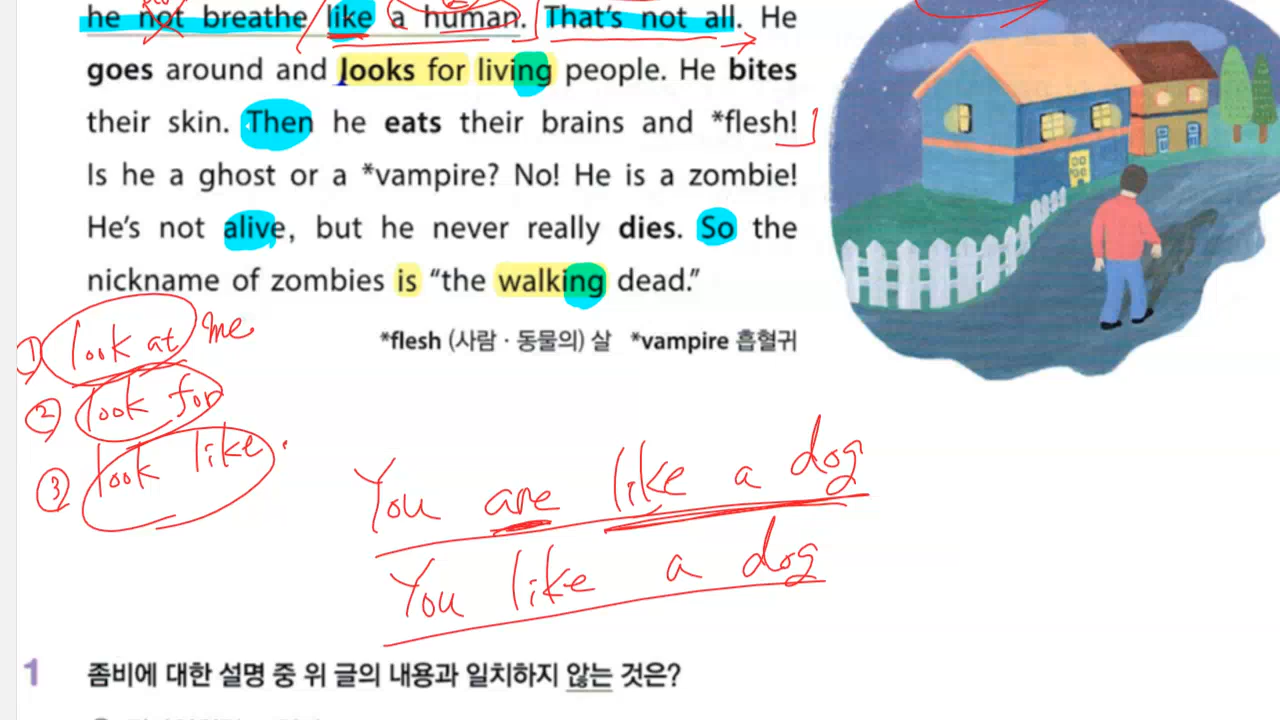 he not breathe like a human. That's not all. He
goes around and looks for living people. He bites
their skin. Then he eats their brains and *flesh!
Is he a ghost or a *vampire? No! He is a zombie!
He's not alive, but he never really dies. So the
nickname of zombies is “the walking dead.”
*flesh (사람 · 동물의) 살 *vampire 흡혈귀
① look at me
② look for
③ look like.
You are like a dog
You like a dog
1 좀비에 대한 설명 중 위 글의 내용과 일치하지 않는 것은?